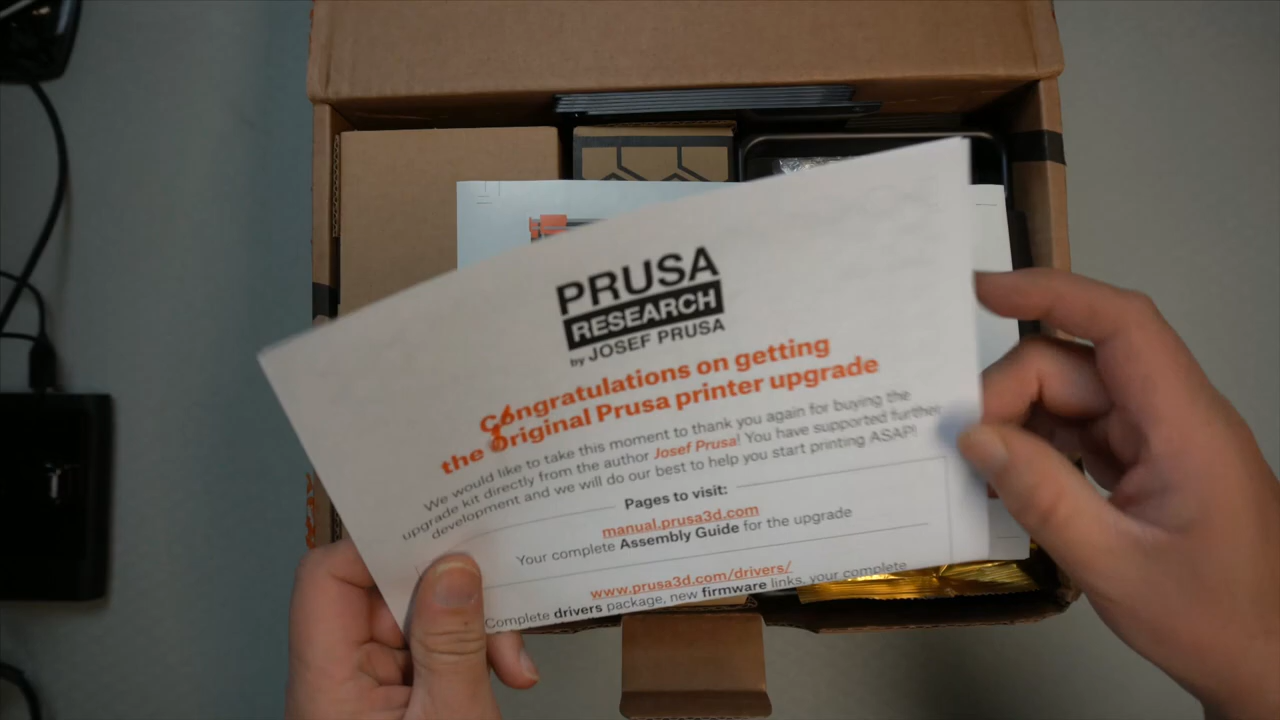 PRUSA
RESEARCH
by JOSEF PRUSA
Congratulations on getting
the Original Prusa printer upgrade
We would like to take this moment to thank you again for buying the
upgrade kit directly from the author Josef Prusa! You have supported further
development and we will do our best to help you start printing ASAP!
Pages to visit:
manual.prusa3d.com
Your complete Assembly Guide for the upgrade
www.prusa3d.com/drivers/
Complete drivers package, new firmware links, your complete